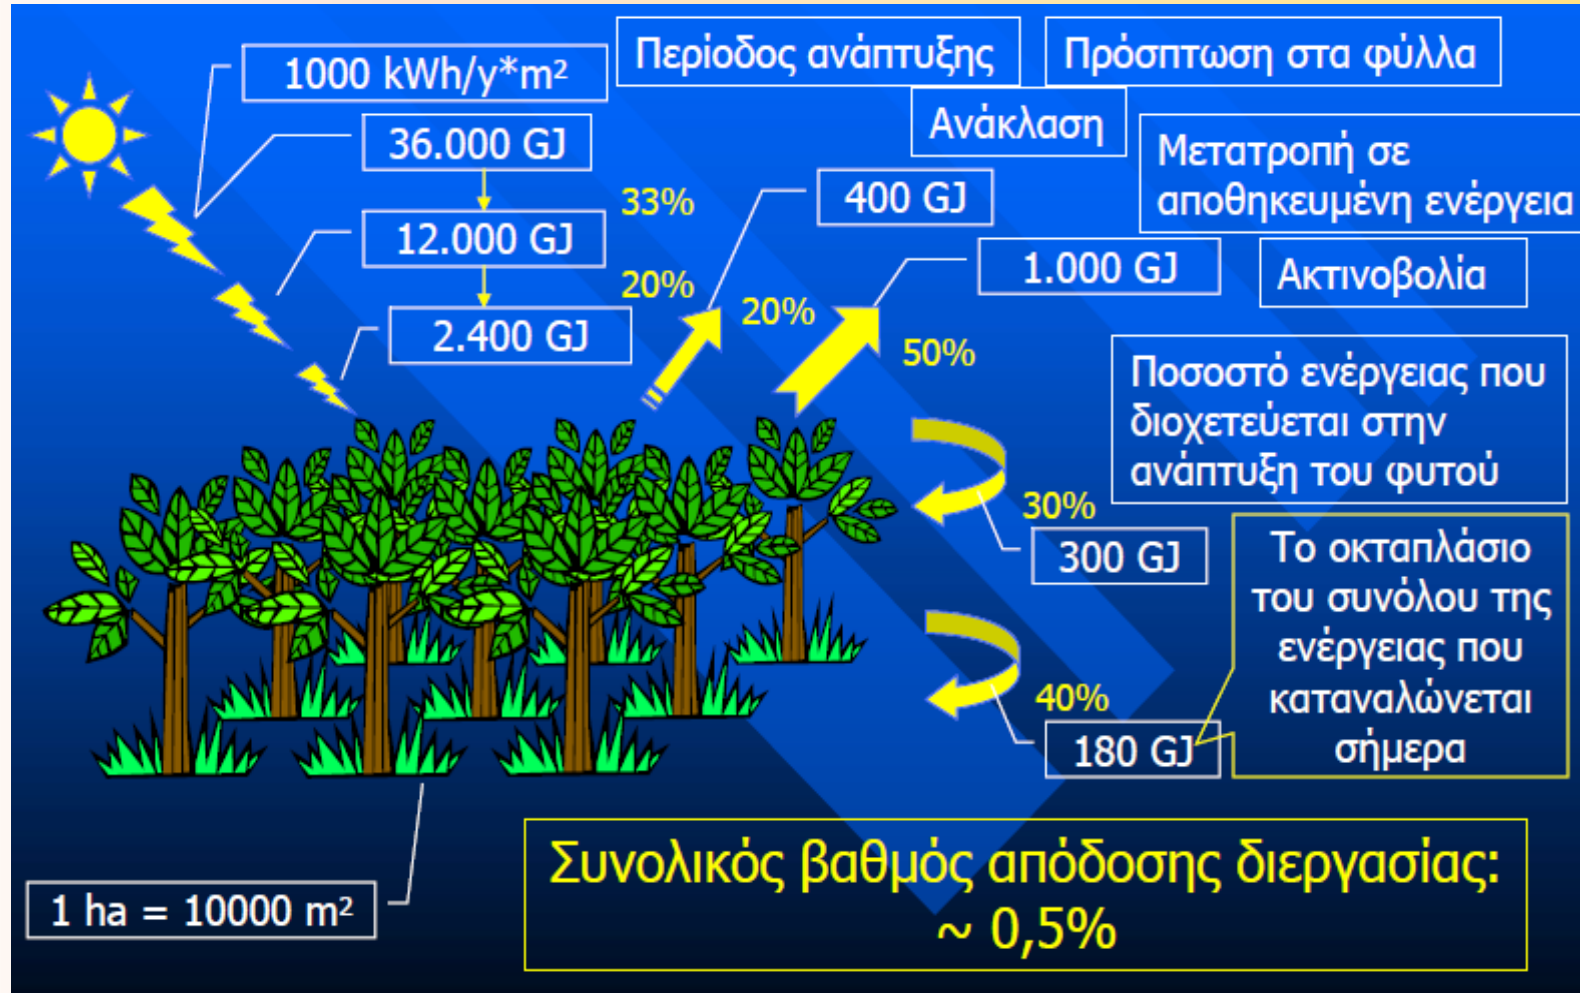 1000 kWh/y*m²
Περίοδος ανάπτυξης
Πρόσπτωση στα φύλλα
36.000 GJ
Ανάκλαση
Μετατροπή σε
αποθηκευμένη ενέργεια
33%
400 GJ
12.000 GJ
1.000 GJ
Ακτινοβολία
20%
20%
2.400 GJ
50%
Ποσοστό ενέργειας που
διοχετεύεται στην
ανάπτυξη του φυτού
30%
300 GJ
Το οκταπλάσιο
του συνόλου της
ενέργειας που
καταναλώνεται
σήμερα
40%
180 GJ
1 ha = 10000 m²
Συνολικός βαθμός απόδοσης διεργασίας:
~ 0,5%